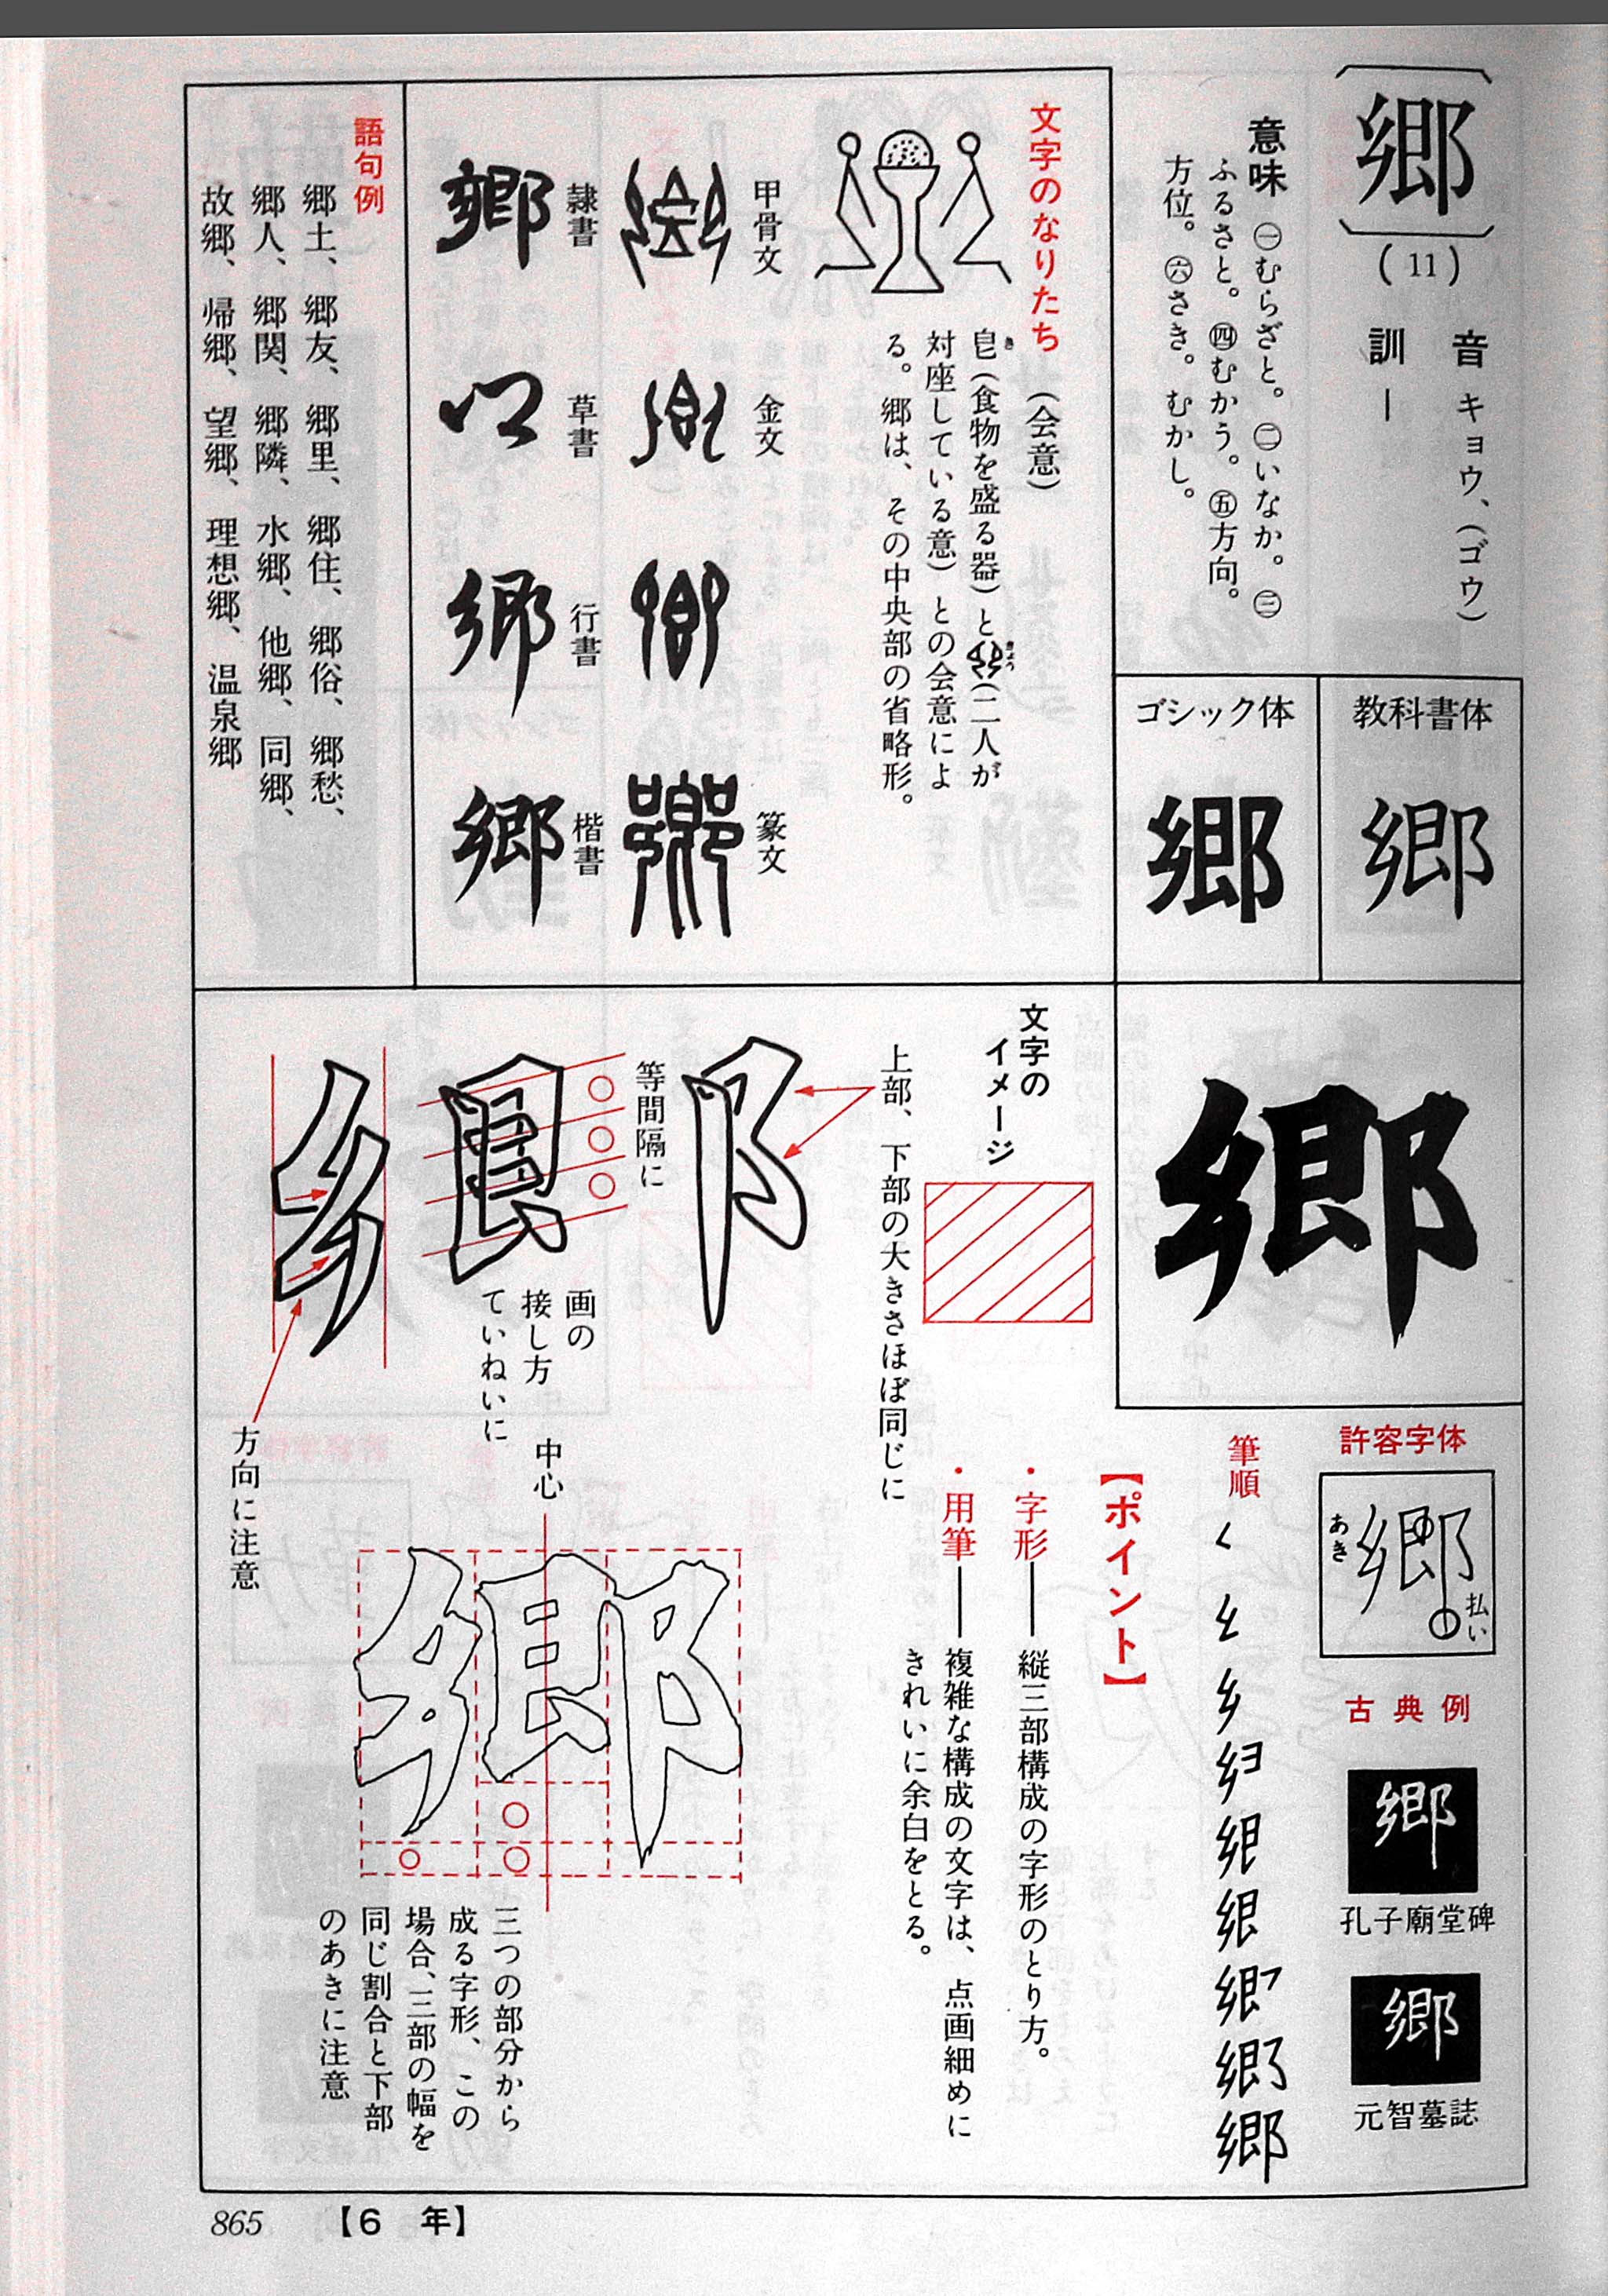 郷
(11)
音 キョウ、(ゴウ)
訓 ー
意味 ㊀むらざと。㊁いなか。㊂
ふるさと。㊃むかう。㊄方向。
方位。㊅さき。むかし。
教科書体
郷
ゴシック体
郷
文字のなりたち (会意)
皀(食物を盛る器)と(二人が
き
きょう
対座している意)との会意によ
る。郷は、その中央部の省略形。
甲骨文
金文
篆文
隷書
郷
草書
行書
郷
楷書
郷
語句例
郷土、郷友、郷里、郷住、郷俗、郷愁、
郷人、郷関、郷隣、水郷、他郷、同郷、
故郷、帰郷、望郷、理想郷、温泉郷
郷
許容字体
郷
あき
払い
古典例
郷
孔子廟堂碑
郷
元智墓誌
筆順
郷
【ポイント】
・字形──縦三部構成の字形のとり方。
・用筆──複雑な構成の文字は、点画細めに
きれいに余白をとる。
文字の
イメージ
上部、下部の大きさほぼ同じに
等間隔に
画の
接し方
ていねいに
方向に注意
中心
郷
三つの部分から
成る字形、この
場合、三部の幅を
同じ割合と下部
のあきに注意
865 【6 年】